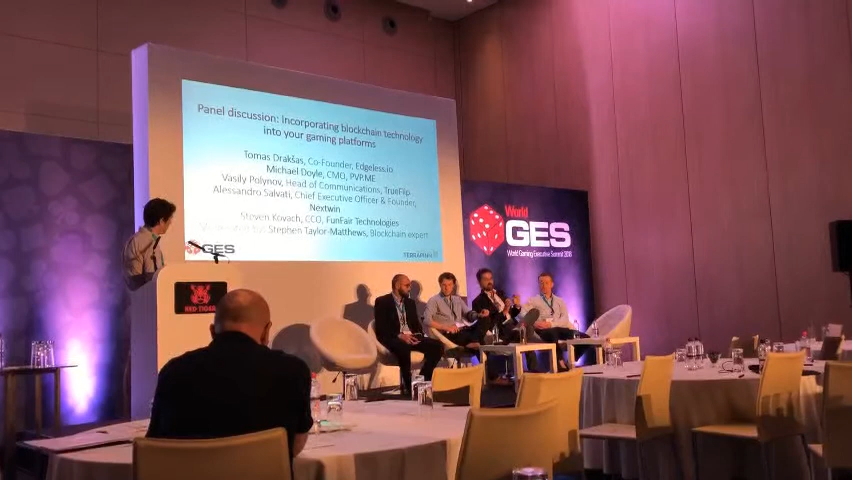 Panel discussion: Incorporating blockchain technology
into your gaming platforms
Tomas Drakšas, Co-Founder, Edgeless.io
Michael Doyle, CMO, PVP.ME
Vasily Polynov, Head of Communications, TrueFlip
Alessandro Salvati, Chief Executive Officer & Founder,
Nextwin
Steven Kovach, CCO, FunFair Technologies
Stephen Taylor-Matthews, Blockchain expert
GES
TERRAPINN
World
GES
World Gaming Executive Summit 2018
RED TIGER